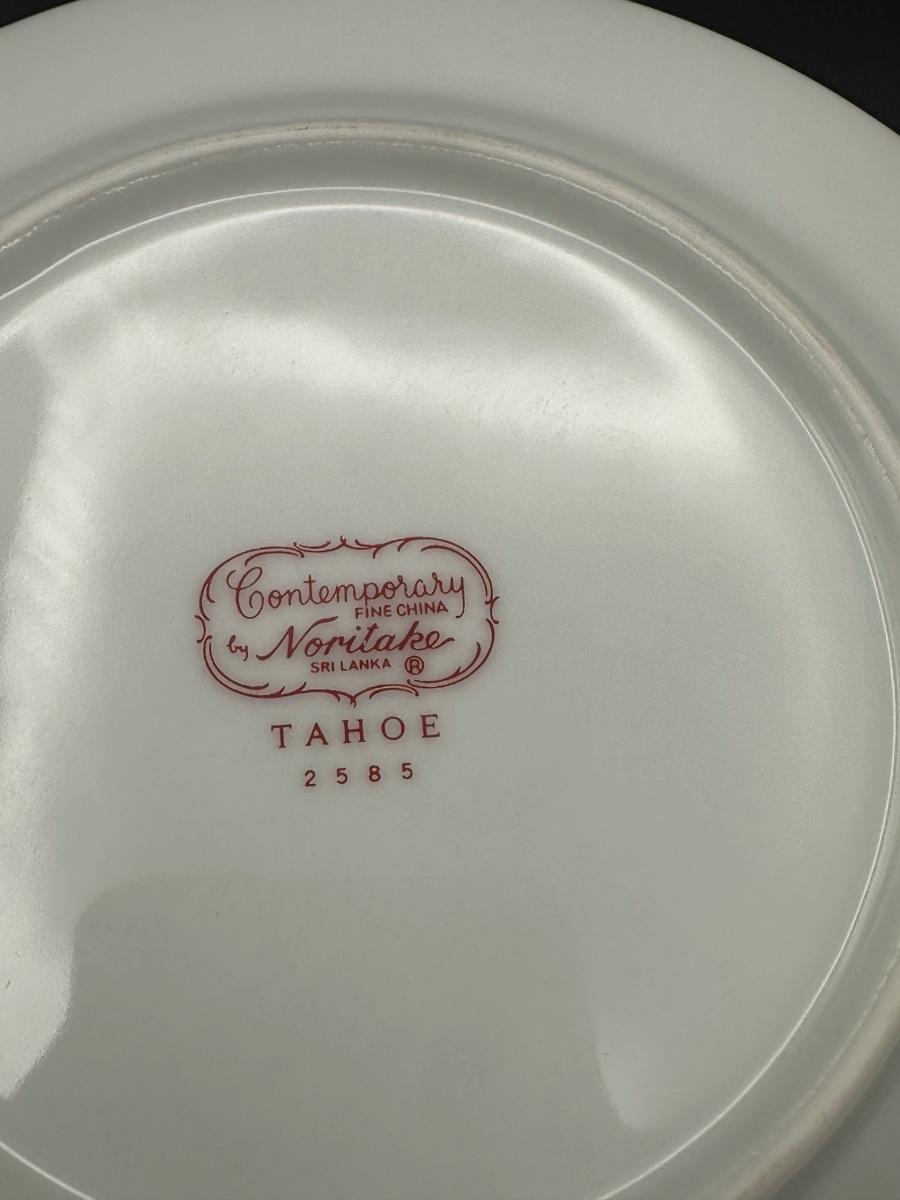 Contemporary
FINE CHINA
by Noritake
SRI LANKA ®
TAHOE
2585